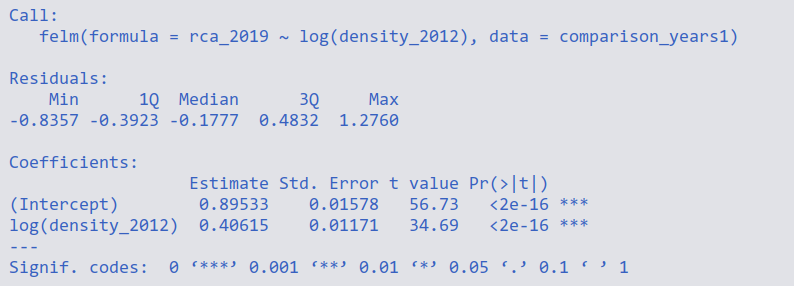 Call:
felm(formula = rca_2019 ~ log(density_2012), data = comparison_years1)
Residuals:
Min 1Q Median 3Q Max
-0.8357 -0.3923 -0.1777 0.4832 1.2760
Coefficients:
Estimate Std. Error t value Pr(>|t|)
(Intercept) 0.89533 0.01578 56.73 <2e-16 ***
log(density_2012) 0.40615 0.01171 34.69 <2e-16 ***
---
Signif. codes: 0 ‘***’ 0.001 ‘**’ 0.01 ‘*’ 0.05 ‘.’ 0.1 ‘ ’ 1